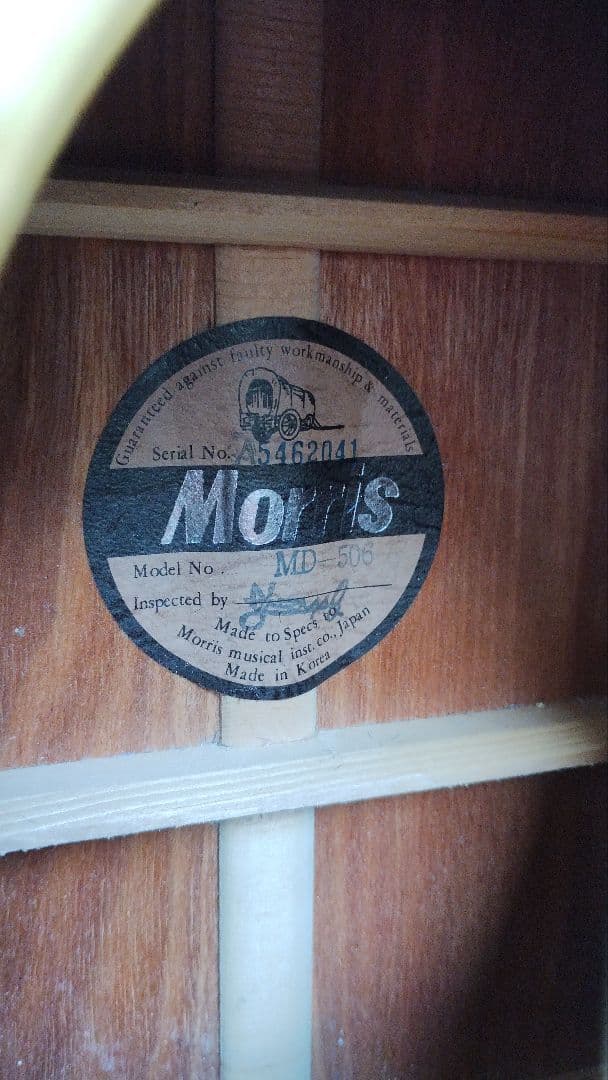 Guaranteed against faulty workmanship & materials
Serial No. A5462041
Morris
Model No. MD-506
Inspected by
Made to Specs to
Morris musical inst. co., Japan
Made in Korea